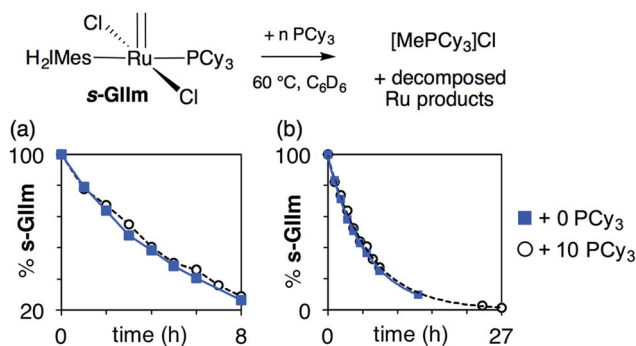 Cl
H₂IMes Ru PCy₃
Cl
s-GIIm
+ n PCy₃
60 °C, C₆D₆
[MePCy₃]Cl
+ decomposed
Ru products
(a)
100
% s-GIIm
20
0 time (h) 8
(b)
100
% s-GIIm
0
0 time (h) 27
+ 0 PCy₃
+ 10 PCy₃